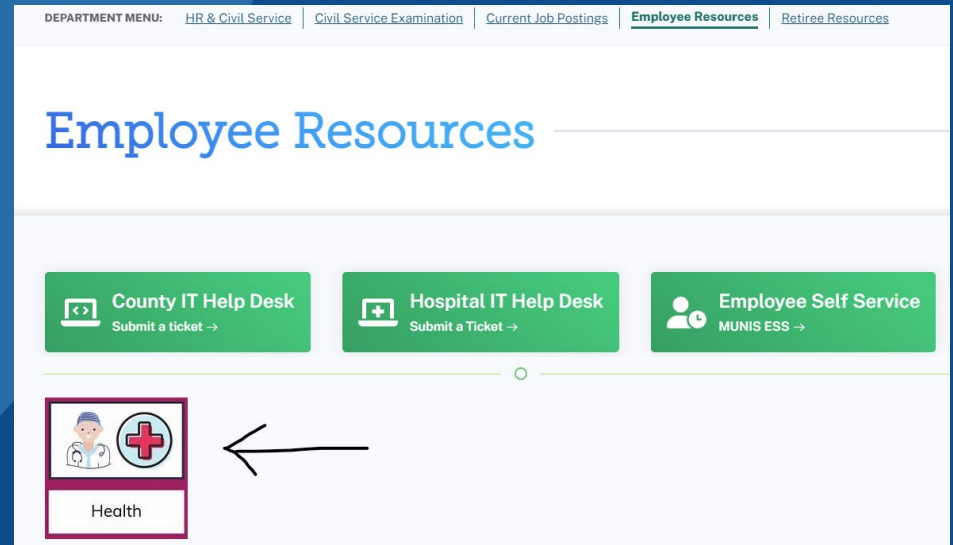 DEPARTMENT MENU: HR & Civil Service Civil Service Examination Current Job Postings Employee Resources Retiree Resources
Employee Resources
County IT Help Desk
Submit a ticket →
Hospital IT Help Desk
Submit a Ticket →
Employee Self Service
MUNIS ESS →
Health